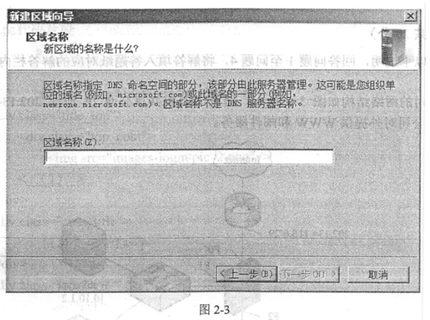 新建区域向导
区域名称
新区域的名称是什么?
区域名称指定 DNS 命名空间的部分，该部分由此服务器管理。这可能是您组织单
位的域名(例如，microsoft.com)或此域名的一部分(例如，
newzone.microsoft.com)。区域名称不是 DNS 服务器名称。
区域名称(Z):
<上一步(B)
下一步(N) >
取消
图 2-3